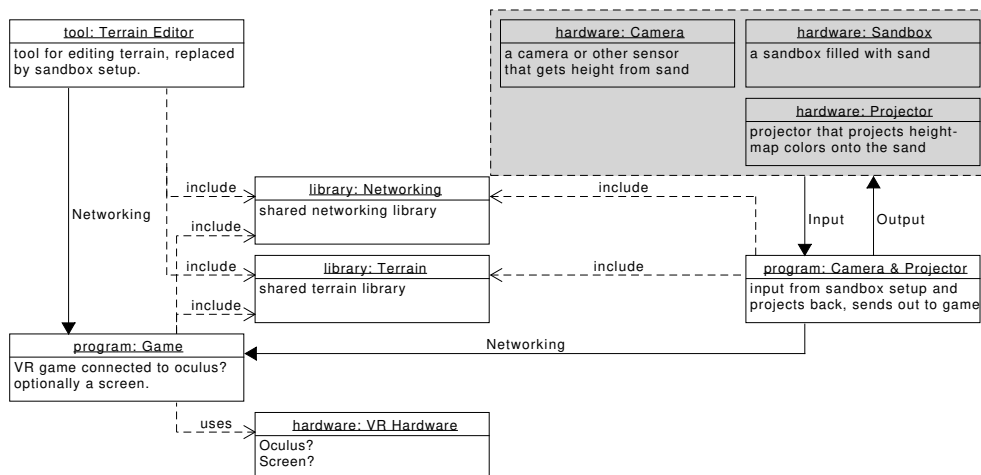 tool: Terrain Editor
tool for editing terrain, replaced
by sandbox setup.
hardware: Camera
a camera or other sensor
that gets height from sand
hardware: Sandbox
a sandbox filled with sand
hardware: Projector
projector that projects height-
map colors onto the sand
Networking
include
library: Networking
shared networking library
include
include
Input
Output
include
library: Terrain
shared terrain library
include
include
program: Camera & Projector
input from sandbox setup and
projects back, sends out to game
program: Game
VR game connected to oculus?
optionally a screen.
Networking
uses
hardware: VR Hardware
Oculus?
Screen?